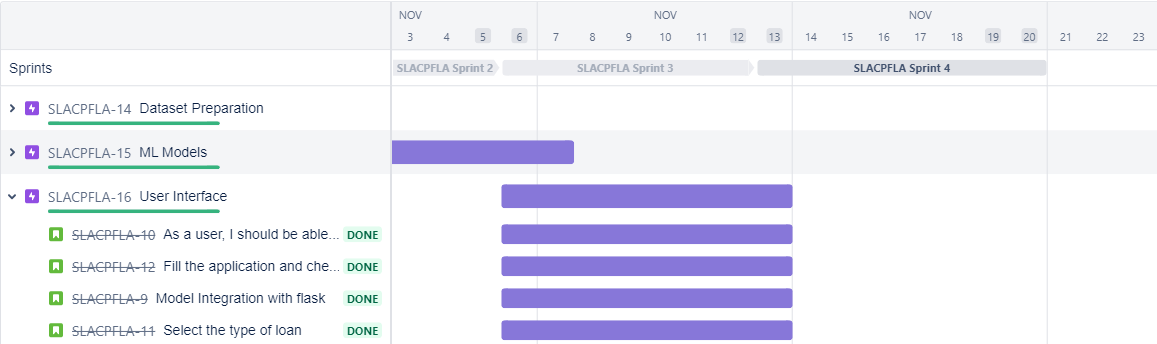 NOV NOV NOV
3 4 5 6 7 8 9 10 11 12 13 14 15 16 17 18 19 20 21 22 23
Sprints SLACPFLA Sprint 2 SLACPFLA Sprint 3 SLACPFLA Sprint 4
SLACPFLA-14 Dataset Preparation
SLACPFLA-15 ML Models
SLACPFLA-16 User Interface
SLACPFLA-10 As a user, I should be able... DONE
SLACPFLA-12 Fill the application and che... DONE
SLACPFLA-9 Model Integration with flask DONE
SLACPFLA-11 Select the type of loan DONE